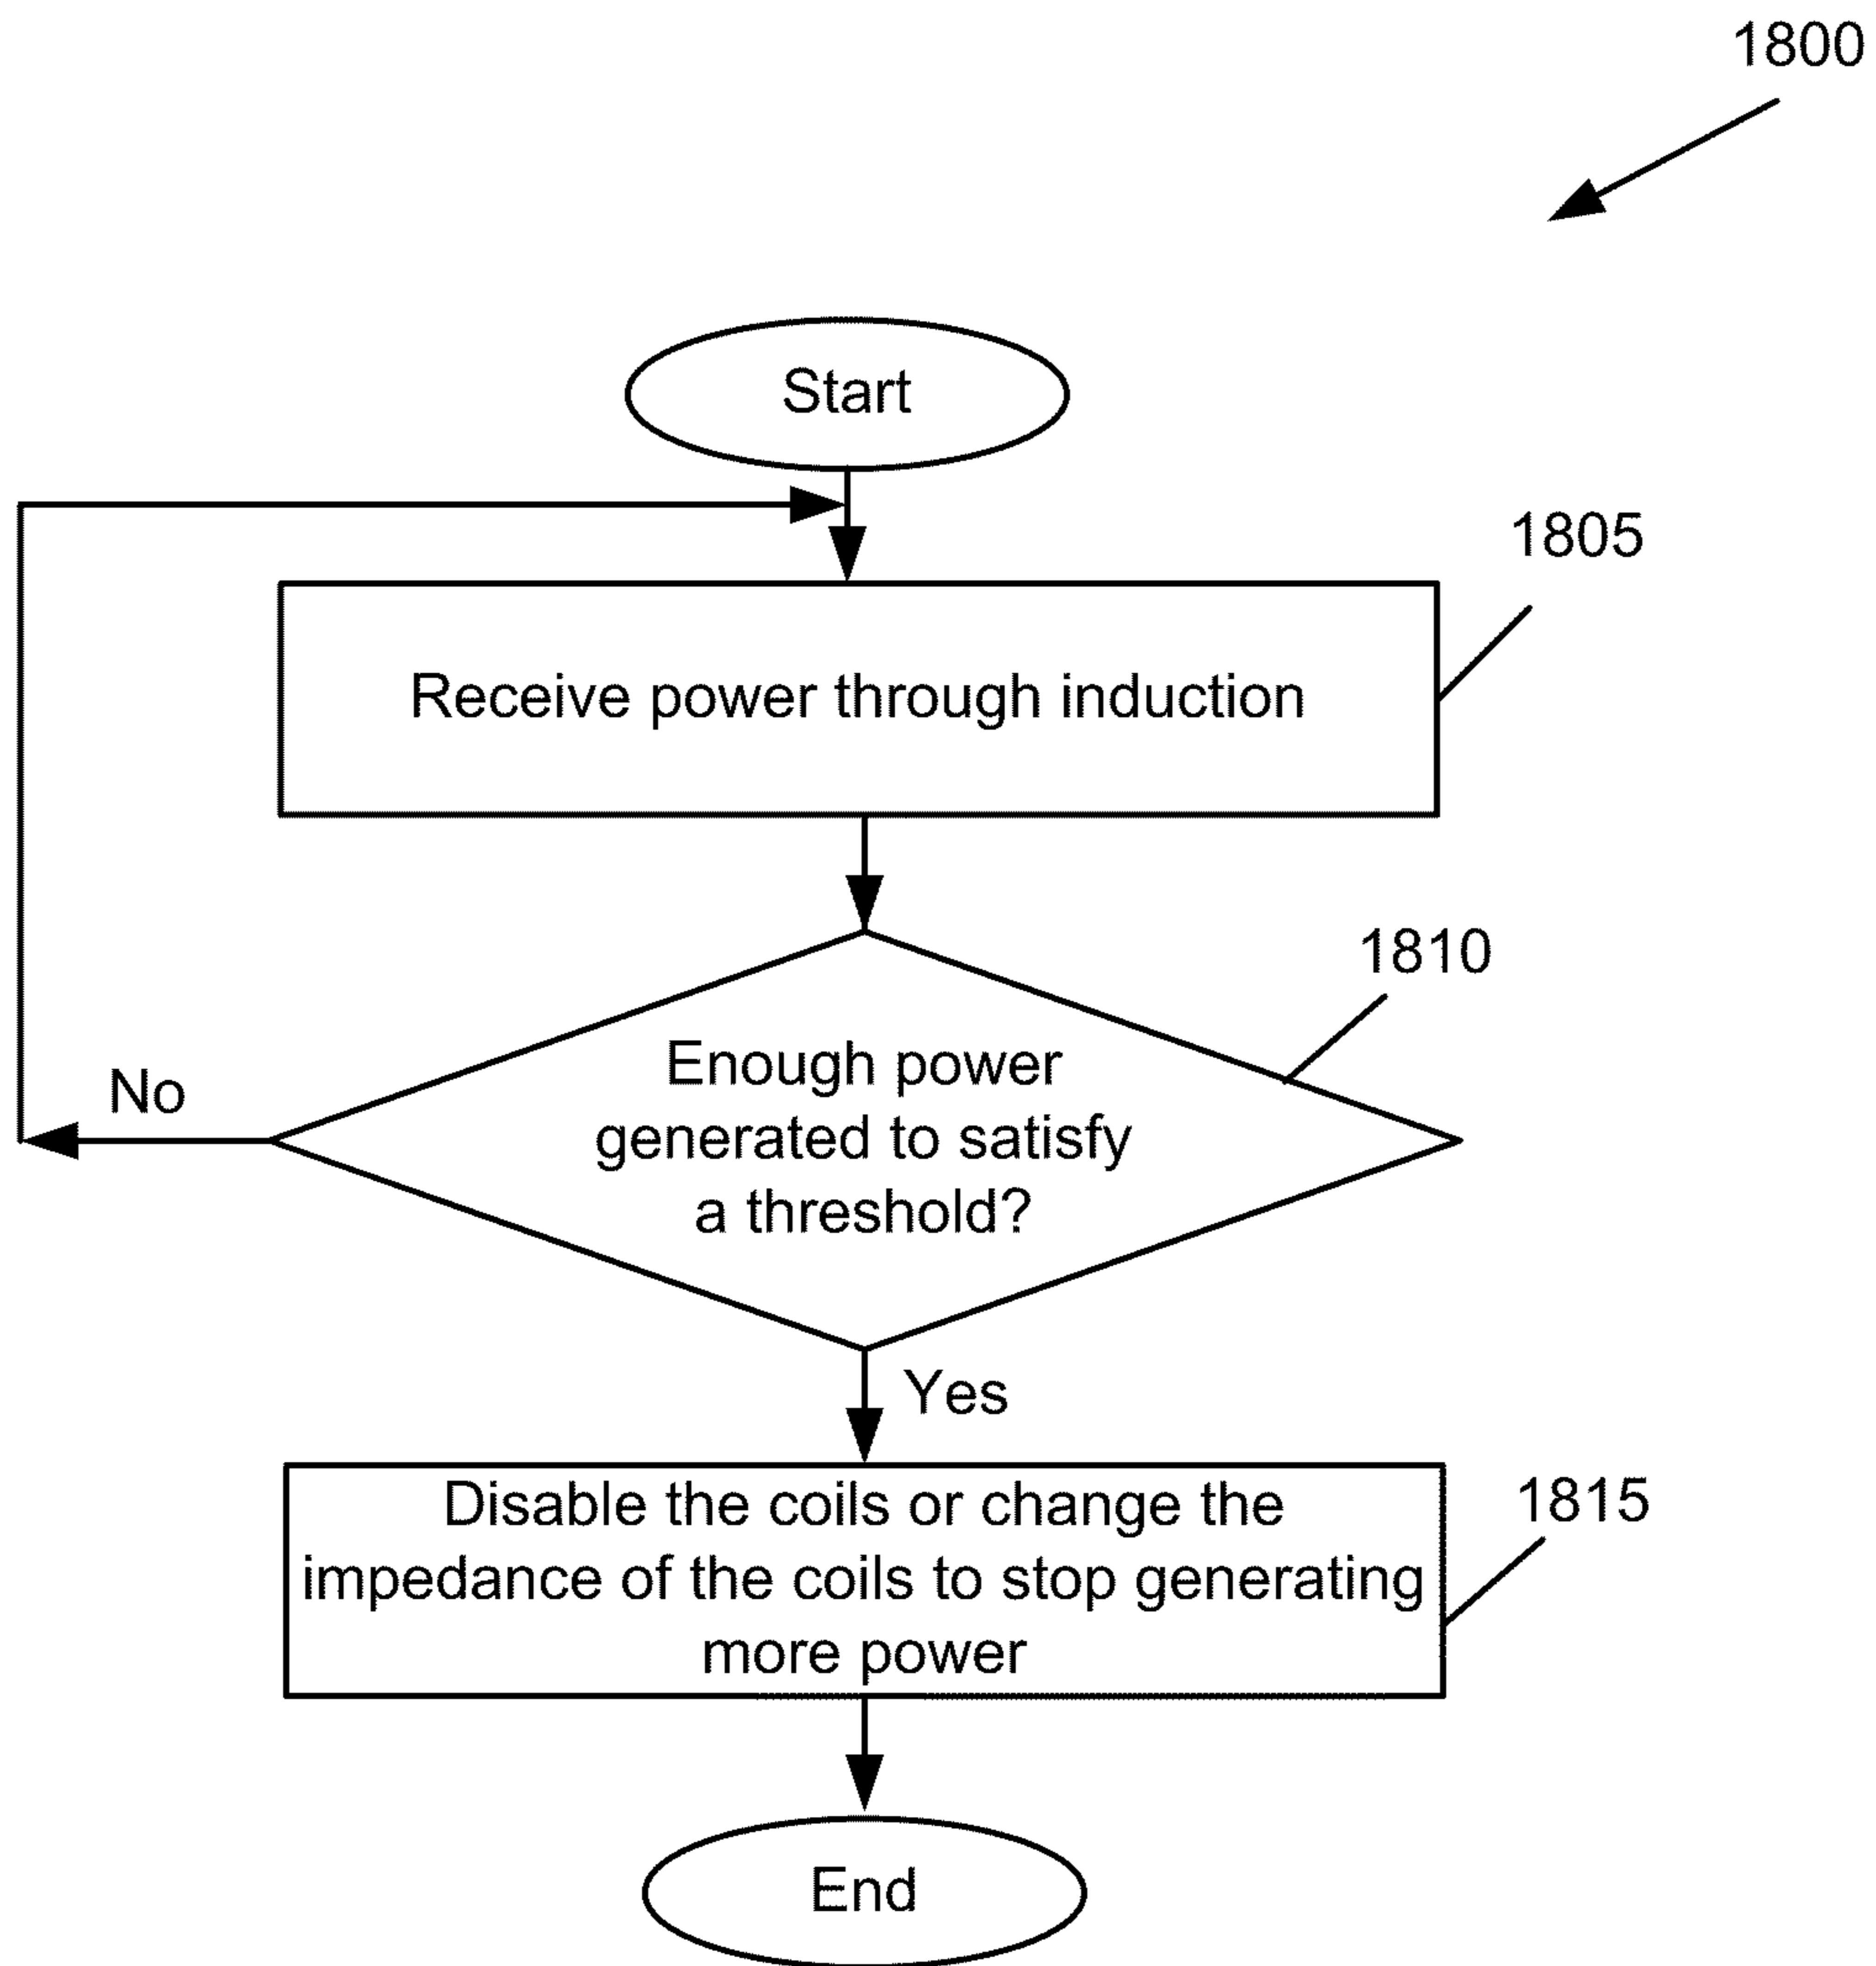 1800
Start
1805
Receive power through induction
1810
Enough power
generated to satisfy
a threshold?
No
Yes
Disable the coils or change the
impedance of the coils to stop generating
more power
1815
End